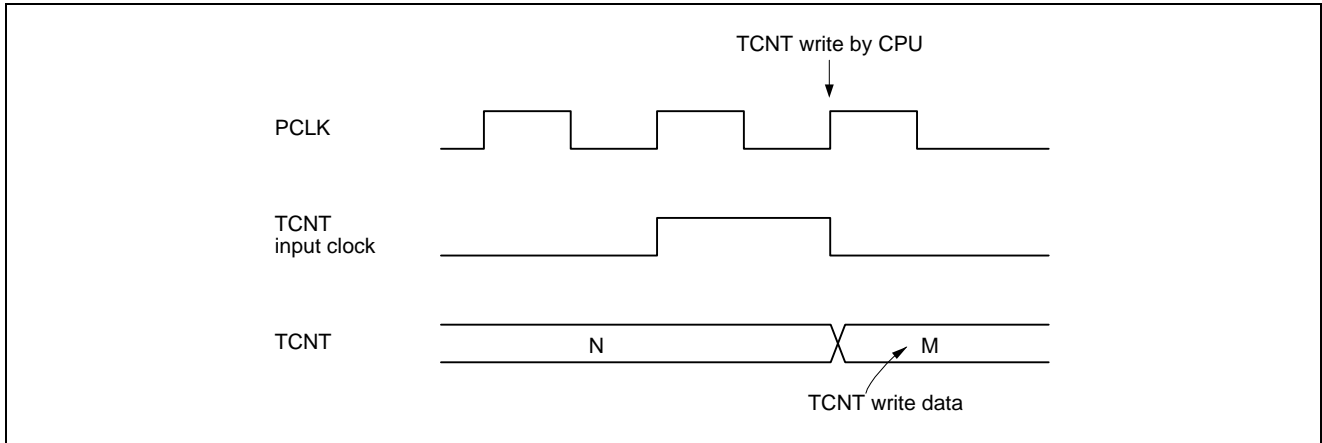 TCNT write by CPU
PCLK
TCNT
input clock
TCNT
N
M
TCNT write data